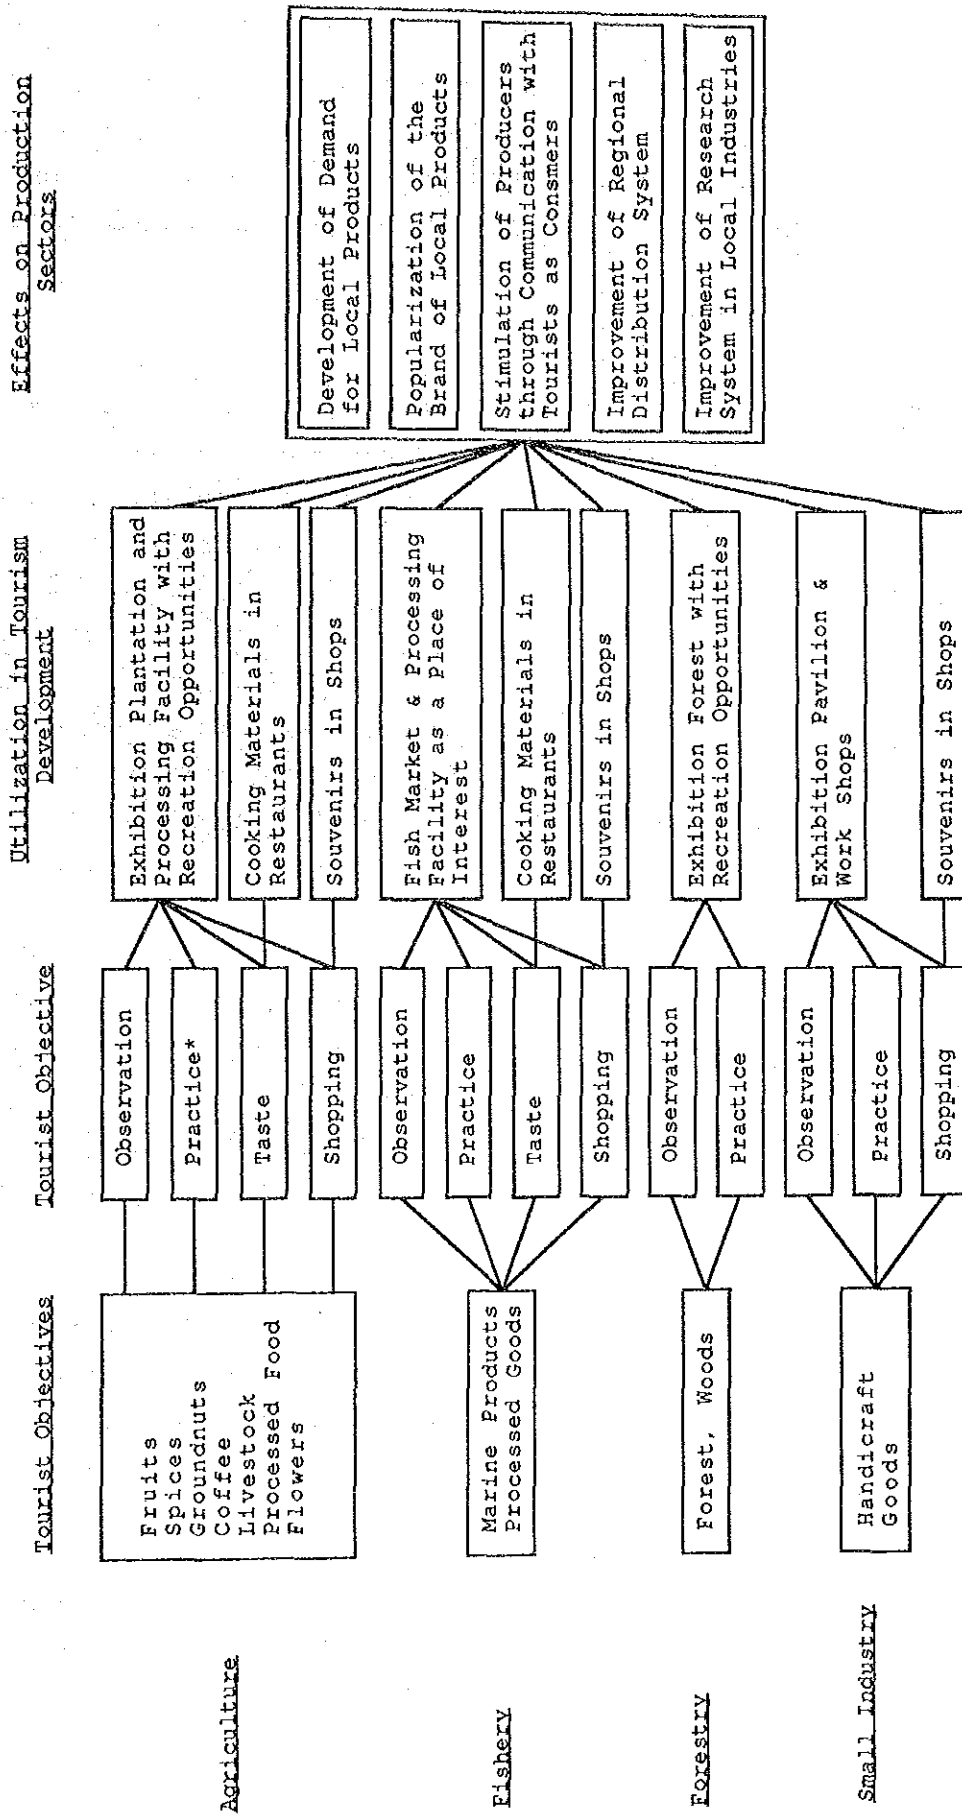 Tourist Objectives
Tourist Objective
Utilization in Tourism
Development
Effects on Production
Sectors
Agriculture
Fruits
Spices
Groundnuts
Coffee
Livestock
Processed Food
Flowers
Observation
Practice*
Taste
Shopping
Exhibition Plantation and
Processing Facility with
Recreation Opportunities
Cooking Materials in
Restaurants
Souvenirs in Shops
Fishery
Marine Products
Processed Goods
Observation
Practice
Taste
Shopping
Fish Market & Processing
Facility as a Place of
Interest
Cooking Materials in
Restaurants
Souvenirs in Shops
Forestry
Forest, Woods
Observation
Practice
Exhibition Forest with
Recreation Opportunities
Small Industry
Handicraft
Goods
Observation
Practice
Shopping
Exhibition Pavilion &
Work Shops
Souvenirs in Shops
Development of Demand
for Local Products
Popularization of the
Brand of Local Products
Stimulation of Producers
through Communication with
Tourists as Consmers
Improvement of Regional
Distribution System
Improvement of Research
System in Local Industries